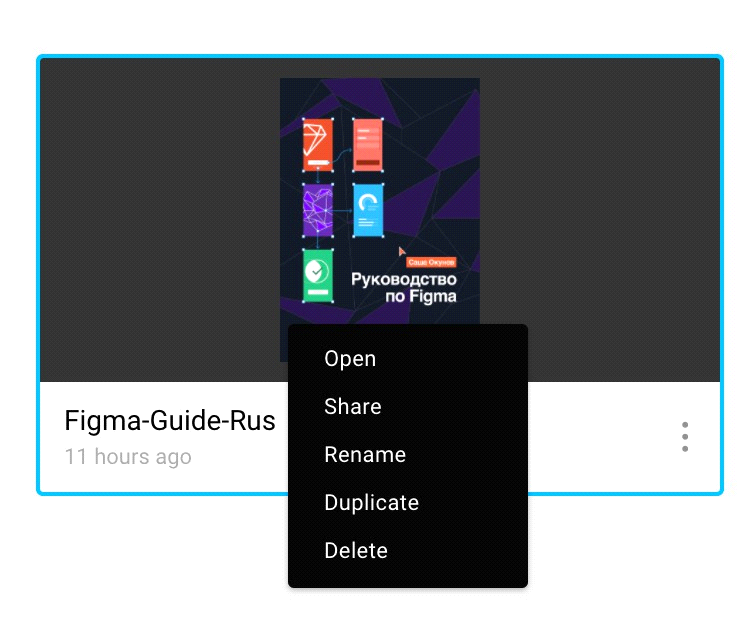 Саша Окунев
Руководство
по Figma
Figma-Guide-Rus
11 hours ago
Open
Share
Rename
Duplicate
Delete